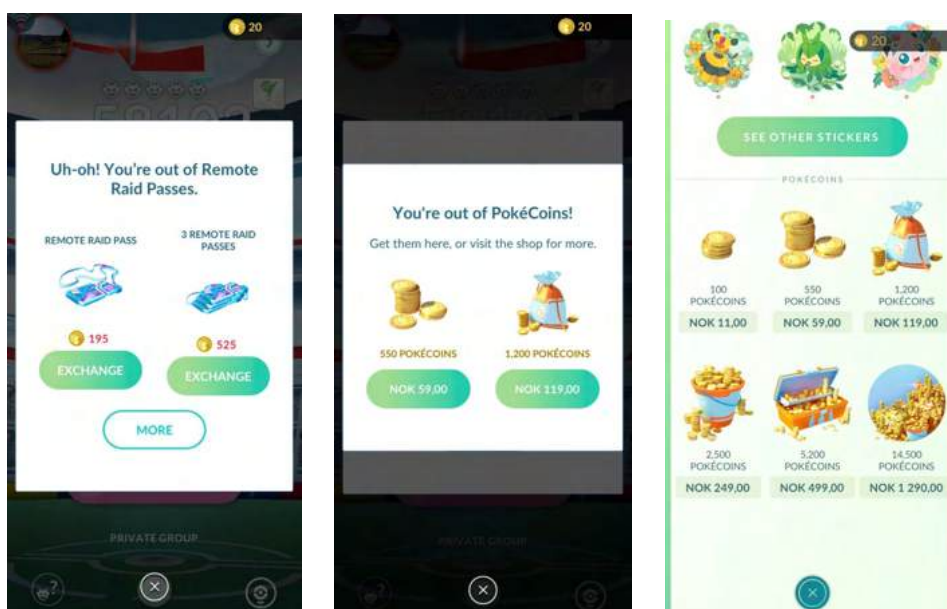 20
Uh-oh! You're out of Remote
Raid Passes.
REMOTE RAID PASS
3 REMOTE RAID
PASSES
195
525
EXCHANGE
EXCHANGE
MORE
PRIVATE GROUP
20
You're out of PokéCoins!
Get them here, or visit the shop for more.
550 POKÉCOINS
1,200 POKÉCOINS
NOK 59,00
NOK 119,00
PRIVATE GROUP
20
SEE OTHER STICKERS
POKÉCOINS
100
POKÉCOINS
550
POKÉCOINS
1,200
POKÉCOINS
NOK 11,00
NOK 59,00
NOK 119,00
2,500
POKÉCOINS
5,200
POKÉCOINS
14,500
POKÉCOINS
NOK 249,00
NOK 499,00
NOK 1 290,00